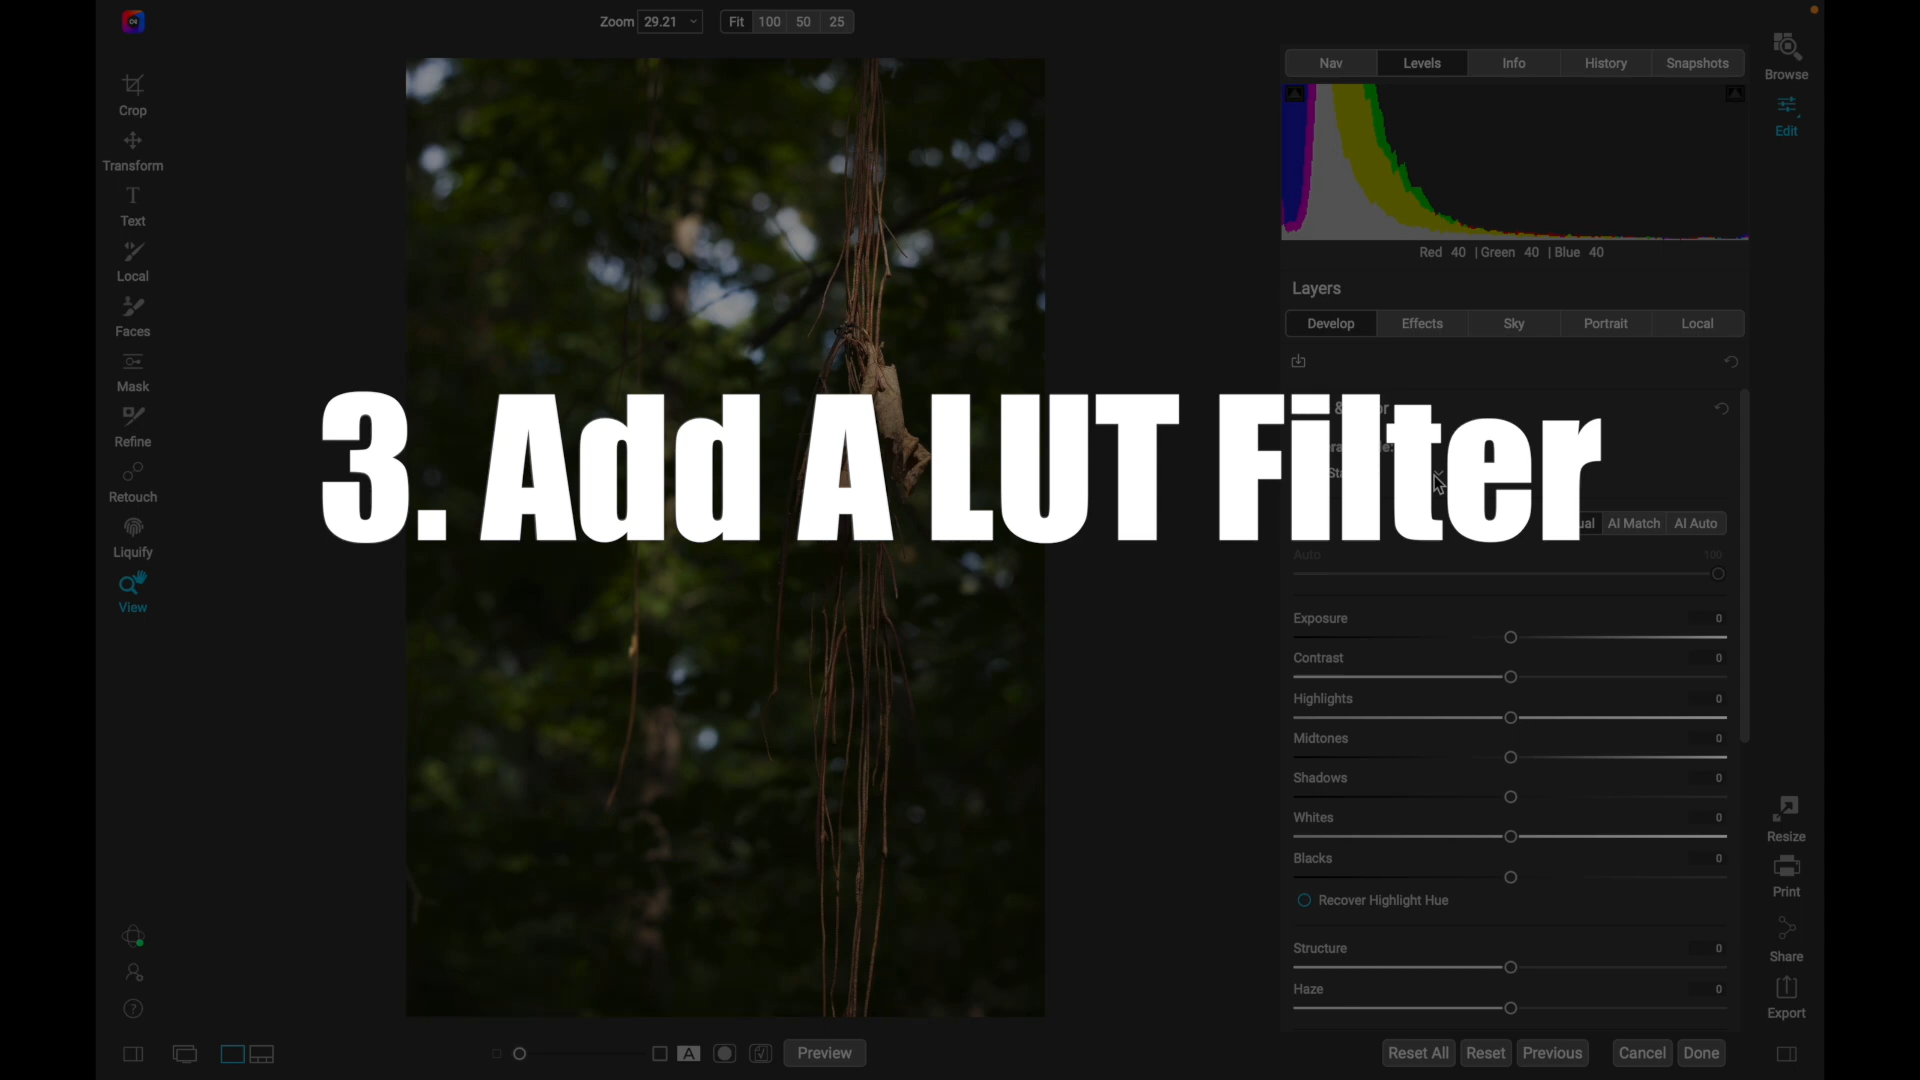 Zoom 29.21 Fit 100 50 25
Crop
Transform
T
Text
Local
Faces
Mask
Refine
Retouch
Liquify
View
Nav Levels Info History Snapshots
Browse
Edit
Red 40 | Green 40 | Blue 40
Layers
Develop Effects Sky Portrait Local
3. Add A LUT Filter
AI Match AI Auto
Auto 100
Exposure 0
Contrast 0
Highlights 0
Midtones 0
Shadows 0
Whites 0
Blacks 0
Recover Highlight Hue
Structure 0
Haze 0
Resize
Print
Share
Export
?
A Preview
Reset All Reset Previous Cancel Done